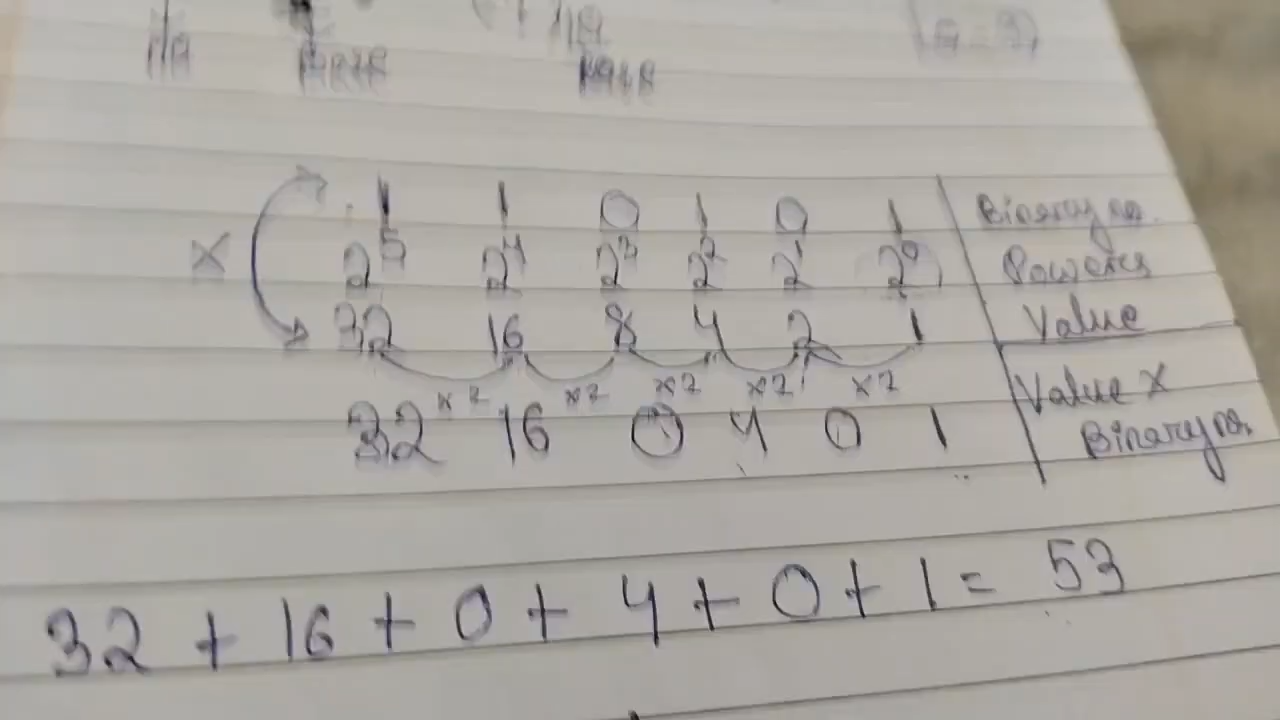 1 1 0 1 0 1 Binary no.
2⁵ 2⁴ 2³ 2² 2¹ 2⁰ Powers
X
32 16 8 4 2 1 Value
×2 ×2 ×2 ×2 ×2
32 16 0 4 0 1 Value × Binary no.
32 + 16 + 0 + 4 + 0 + 1 = 53